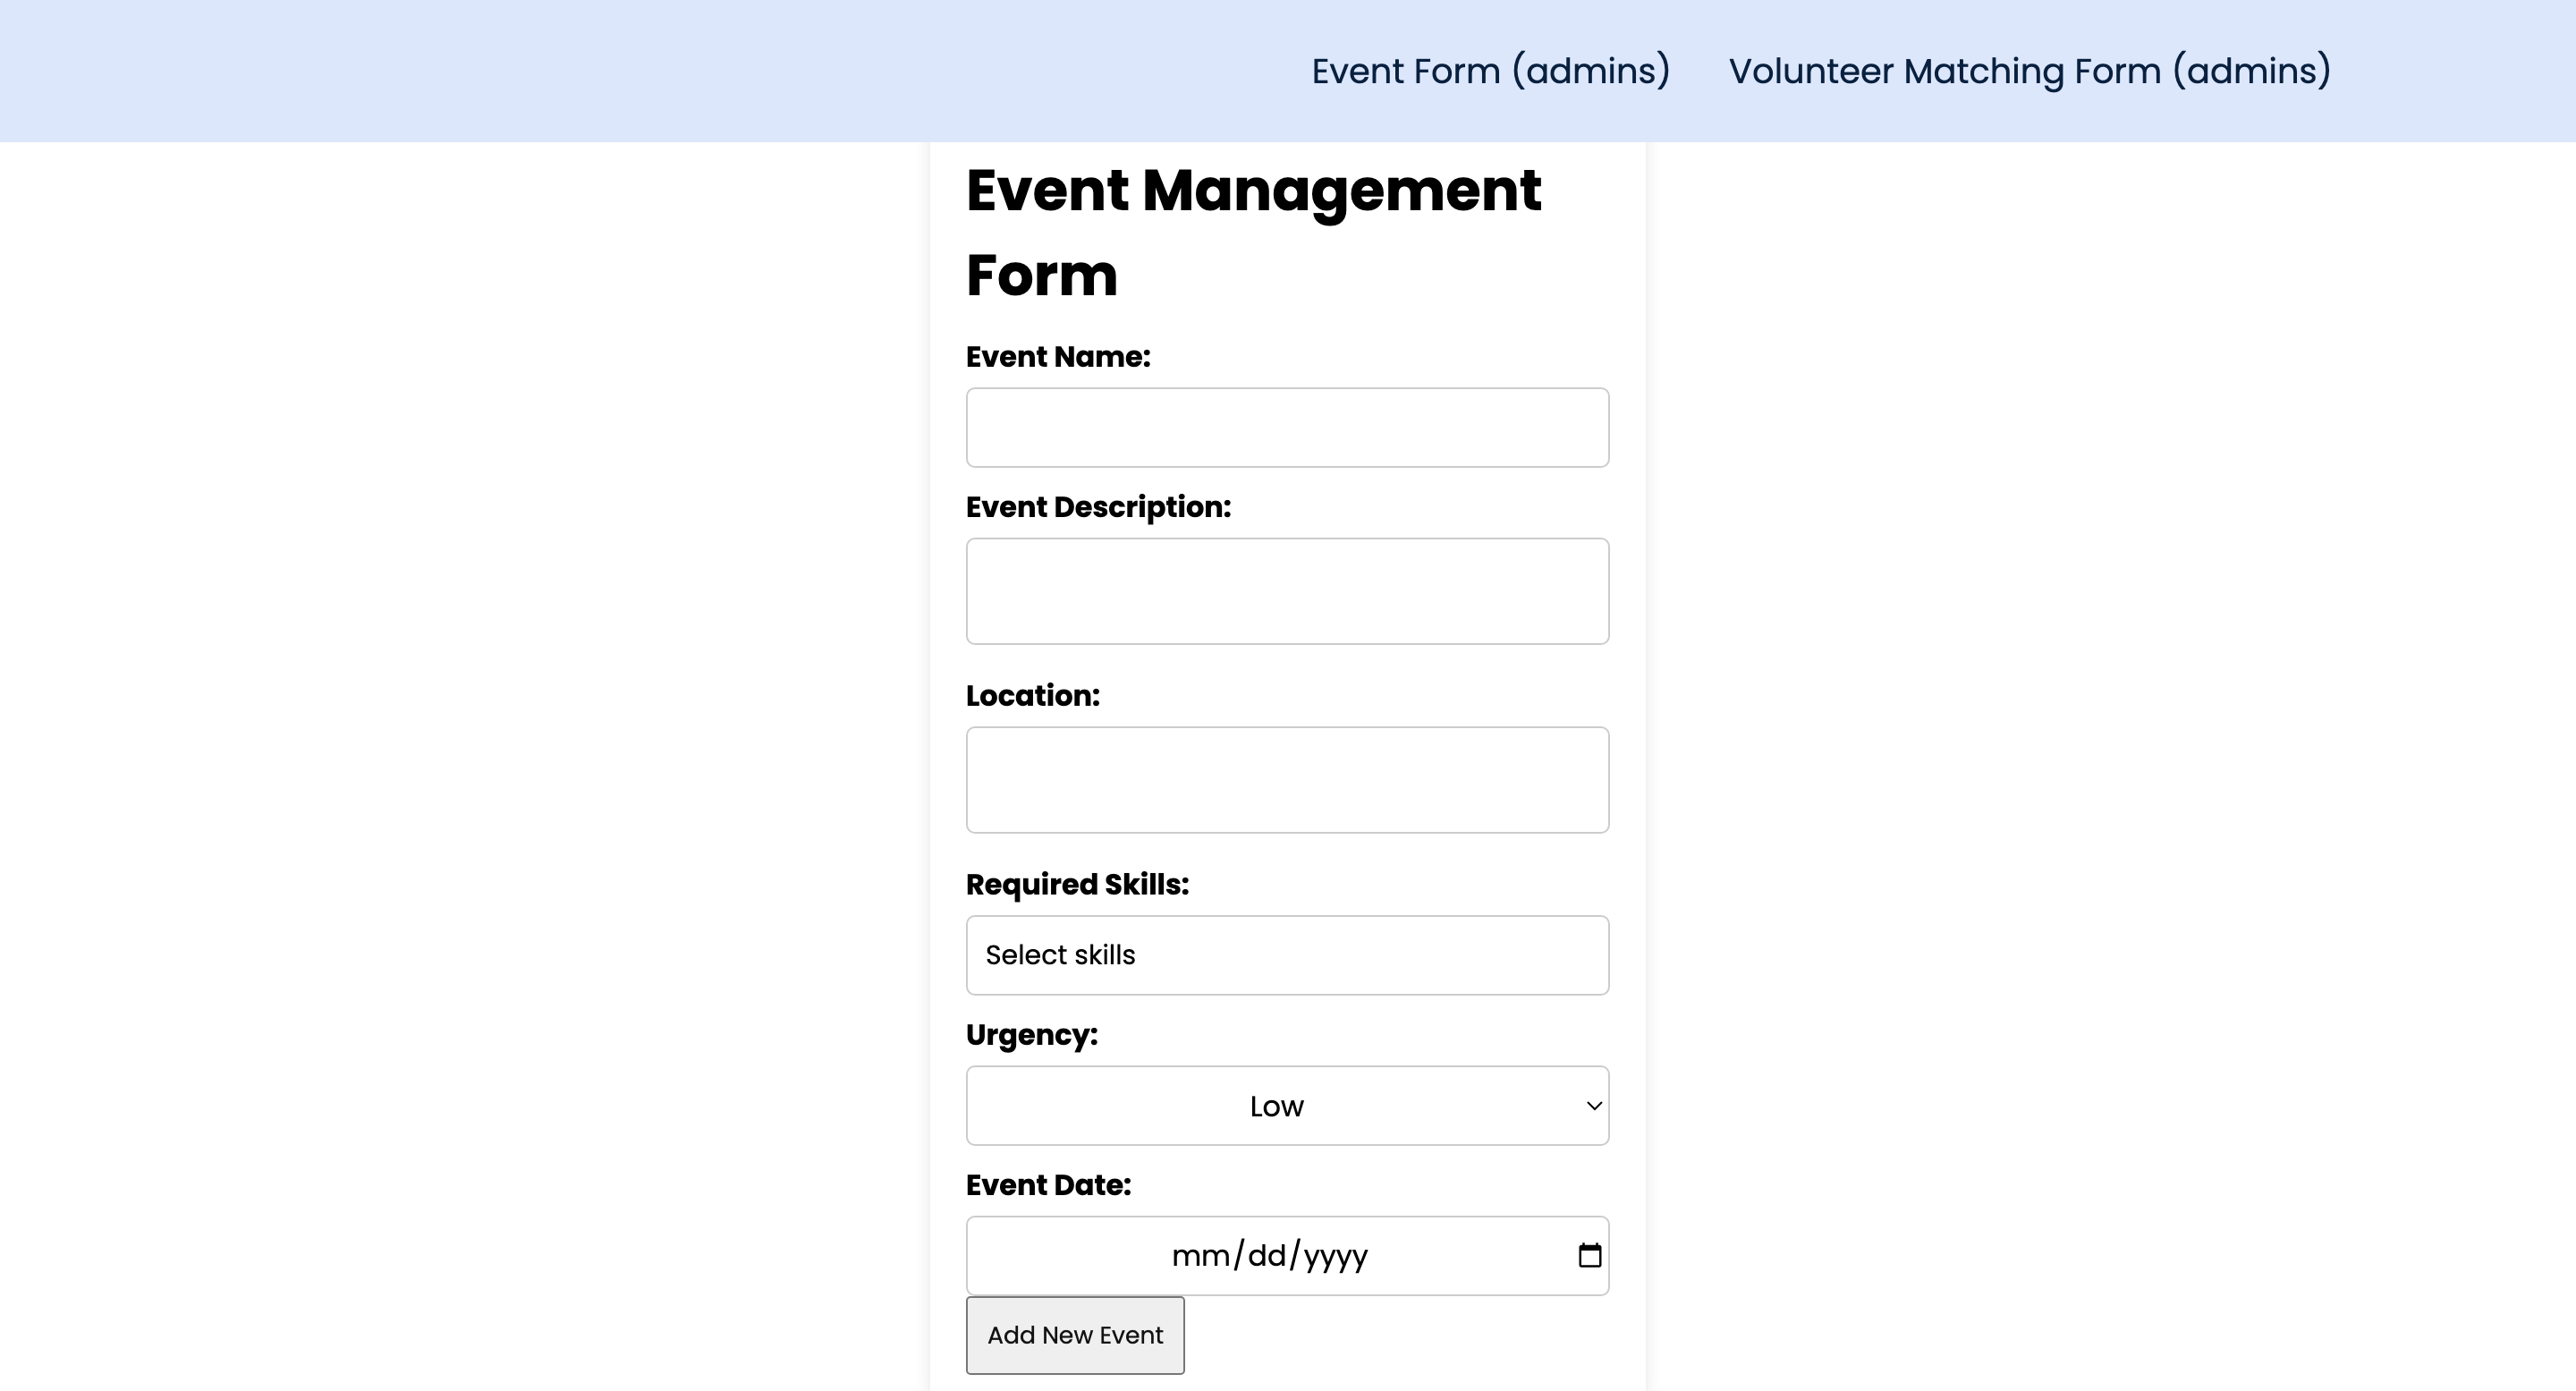 Event Form (admins) Volunteer Matching Form (admins)
Event Management
Form
Event Name:
Event Description:
Location:
Required Skills:
Select skills
Urgency:
Low
Event Date:
mm/dd/yyyy
Add New Event